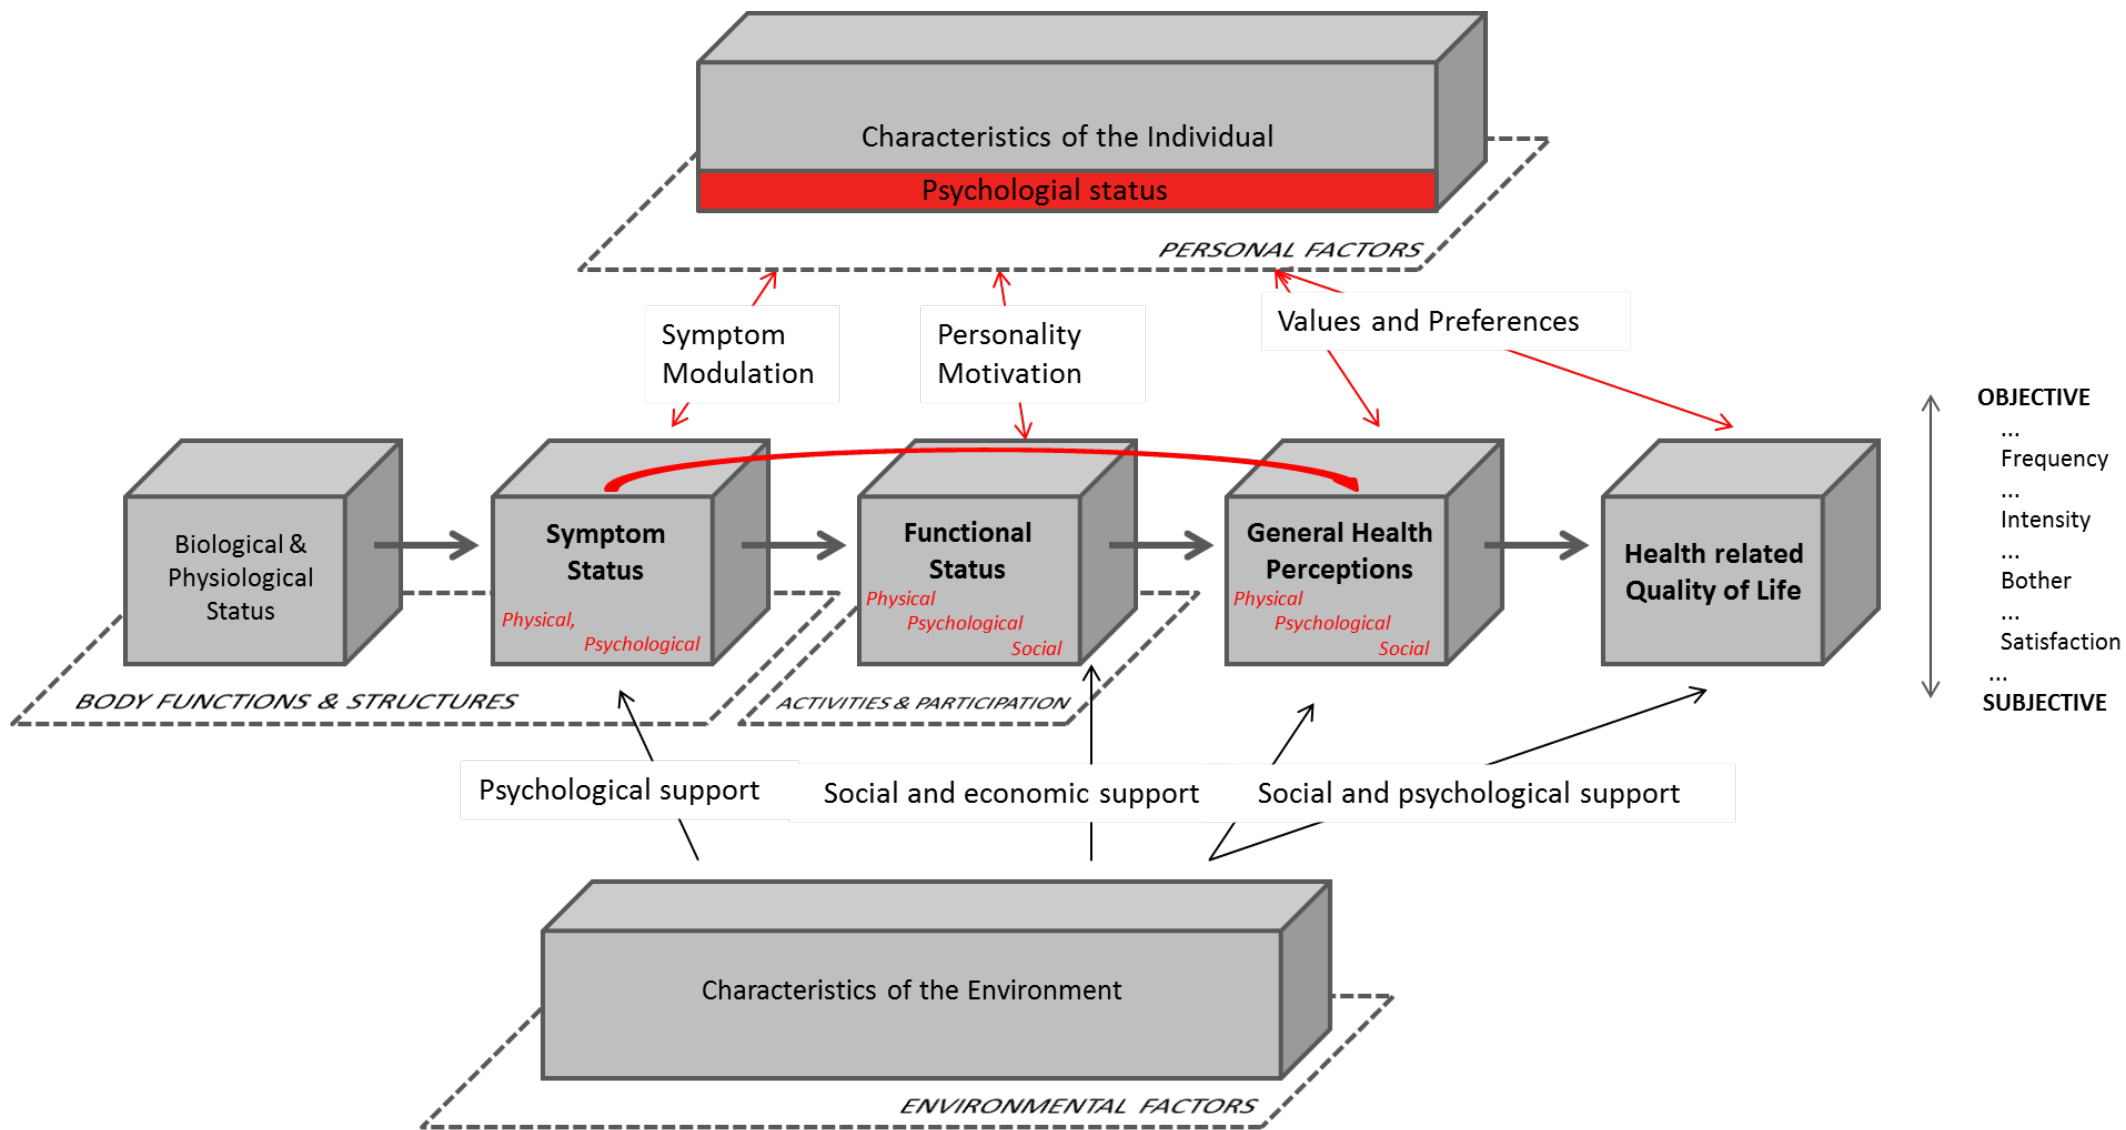 Characteristics of the Individual
Psychologial status
PERSONAL FACTORS
Symptom
Modulation
Personality
Motivation
Values and Preferences
Biological &
Physiological
Status
Symptom
Status
Physical,
Psychological
Functional
Status
Physical
Psychological
Social
General Health
Perceptions
Physical
Psychological
Social
Health related
Quality of Life
OBJECTIVE
...
Frequency
...
Intensity
...
Bother
...
Satisfaction
...
SUBJECTIVE
BODY FUNCTIONS & STRUCTURES
ACTIVITIES & PARTICIPATION
Psychological support
Social and economic support
Social and psychological support
Characteristics of the Environment
ENVIRONMENTAL FACTORS